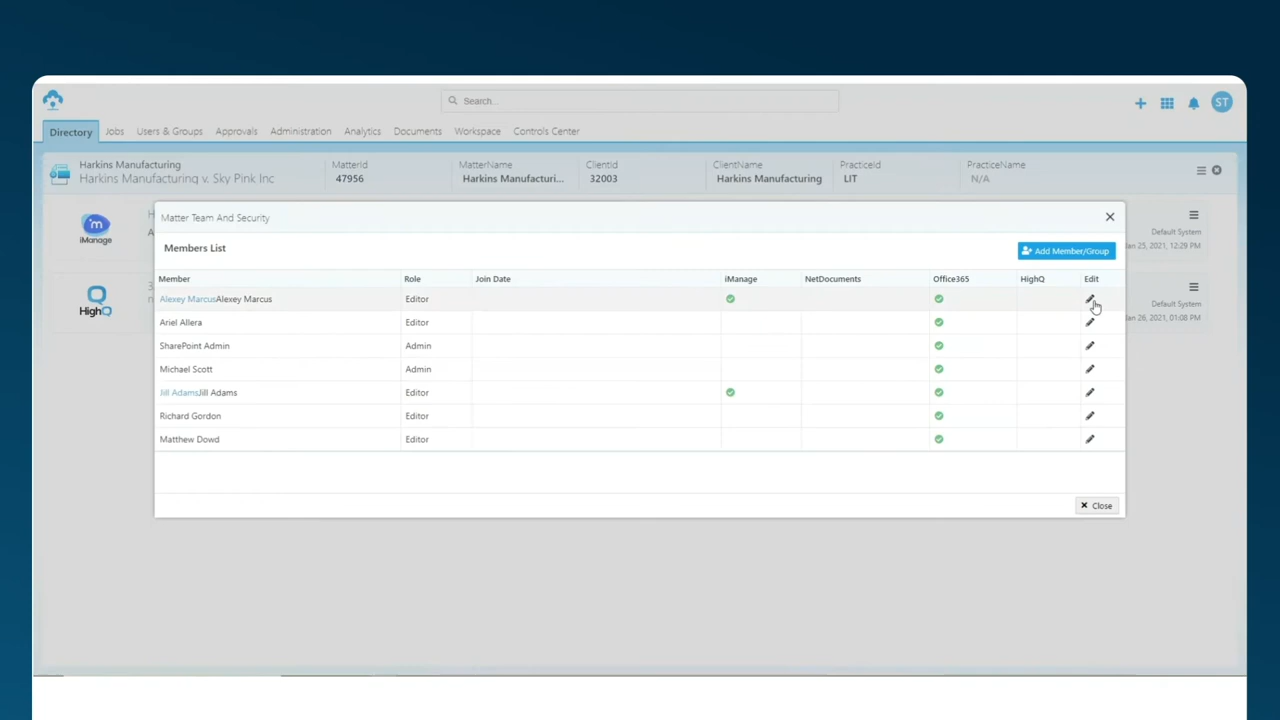 Search...
ST
Directory Jobs Users & Groups Approvals Administration Analytics Documents Workspace Controls Center
Harkins Manufacturing MatterId MatterName Clientid ClientName PracticeId PracticeName
Harkins Manufacturing v. Sky Pink Inc 47956 Harkins Manufacturi... 32003 Harkins Manufacturing LIT N/A
iManage
Default System
Jan 25, 2021, 12:29 PM
HighQ
Default System
Jan 26, 2021, 01:08 PM
Matter Team And Security
Members List Add Member/Group
Member Role Join Date iManage NetDocuments Office365 HighQ Edit
Alexey MarcusAlexey Marcus Editor
Ariel Allera Editor
SharePoint Admin Admin
Michael Scott Admin
Jill AdamsJill Adams Editor
Richard Gordon Editor
Matthew Dowd Editor
Close